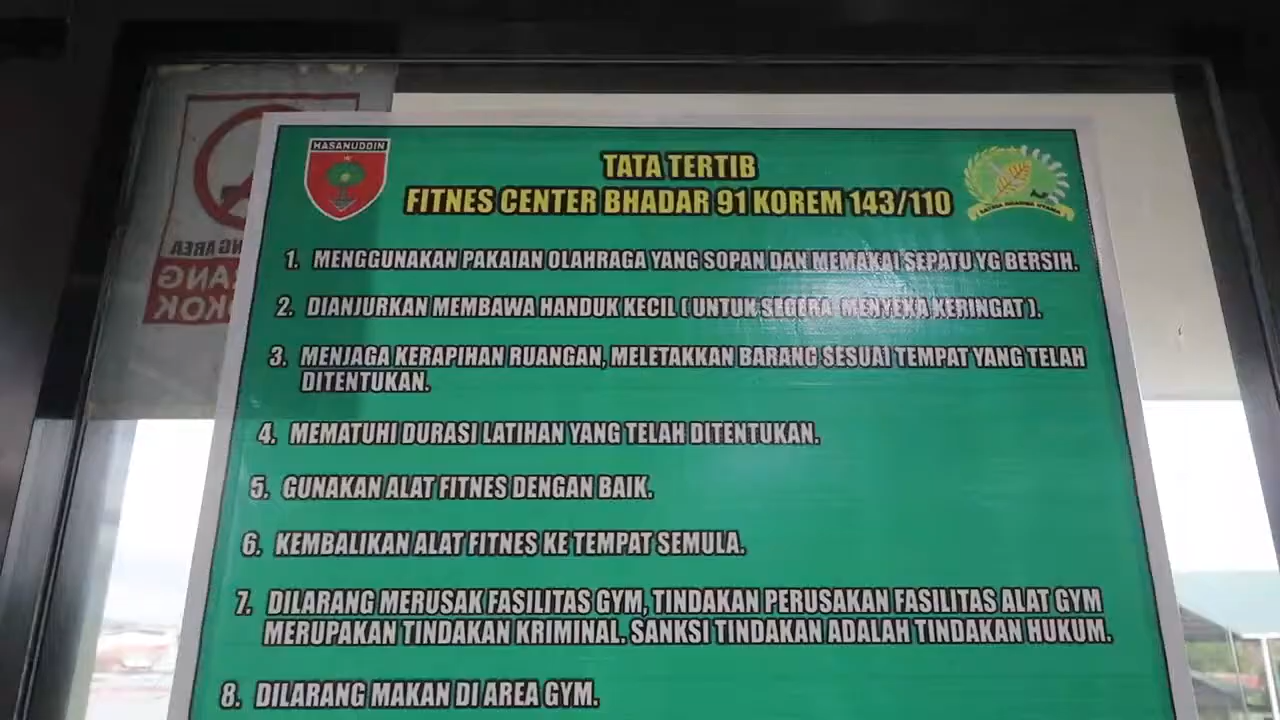 HASANUDDIN
TATA TERTIB
FITNES CENTER BHADAR 91 KOREM 143/110
1. MENGGUNAKAN PAKAIAN OLAHRAGA YANG SOPAN DAN MEMAKAI SEPATU YG BERSIH.
2. DIANJURKAN MEMBAWA HANDUK KECIL ( UNTUK SEGERA MENYEKA KERINGAT ).
3. MENJAGA KERAPIHAN RUANGAN, MELETAKKAN BARANG SESUAI TEMPAT YANG TELAH
DITENTUKAN.
4. MEMATUHI DURASI LATIHAN YANG TELAH DITENTUKAN.
5. GUNAKAN ALAT FITNES DENGAN BAIK.
6. KEMBALIKAN ALAT FITNES KE TEMPAT SEMULA.
7. DILARANG MERUSAK FASILITAS GYM, TINDAKAN PERUSAKAN FASILITAS ALAT GYM
MERUPAKAN TINDAKAN KRIMINAL. SANKSI TINDAKAN ADALAH TINDAKAN HUKUM.
8. DILARANG MAKAN DI AREA GYM.
AREA